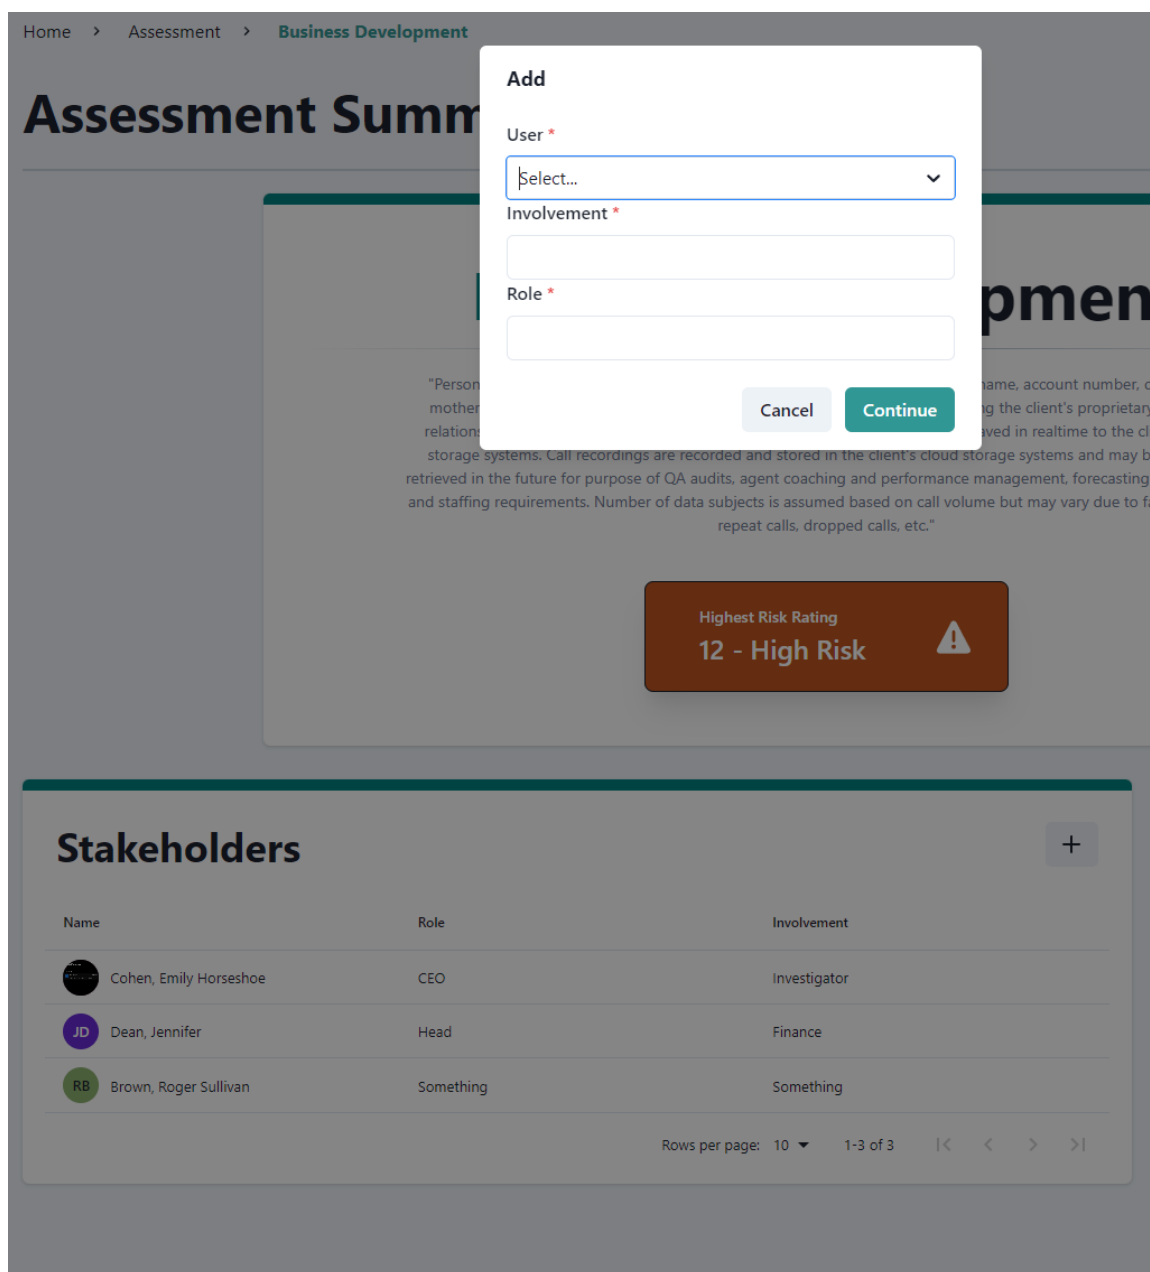 Home > Assessment > Business Development
Assessment Summ
Add
User *
Select...
Involvement *
Role *
Cancel Continue
pmen
"Person ame, account number,
mother the client's proprietary
relations aved in realtime to the
storage systems. Call recordings are recorded and stored in the client's cloud storage systems and may
retrieved in the future for purpose of QA audits, agent coaching and performance management, forecasting
and staffing requirements. Number of data subjects is assumed based on call volume but may vary due to
repeat calls, dropped calls, etc."
Highest Risk Rating
12 - High Risk
Stakeholders
+
Name Role Involvement
Cohen, Emily Horseshoe CEO Investigator
JD Dean, Jennifer Head Finance
RB Brown, Roger Sullivan Something Something
Rows per page: 10 1-3 of 3 |< < > >|